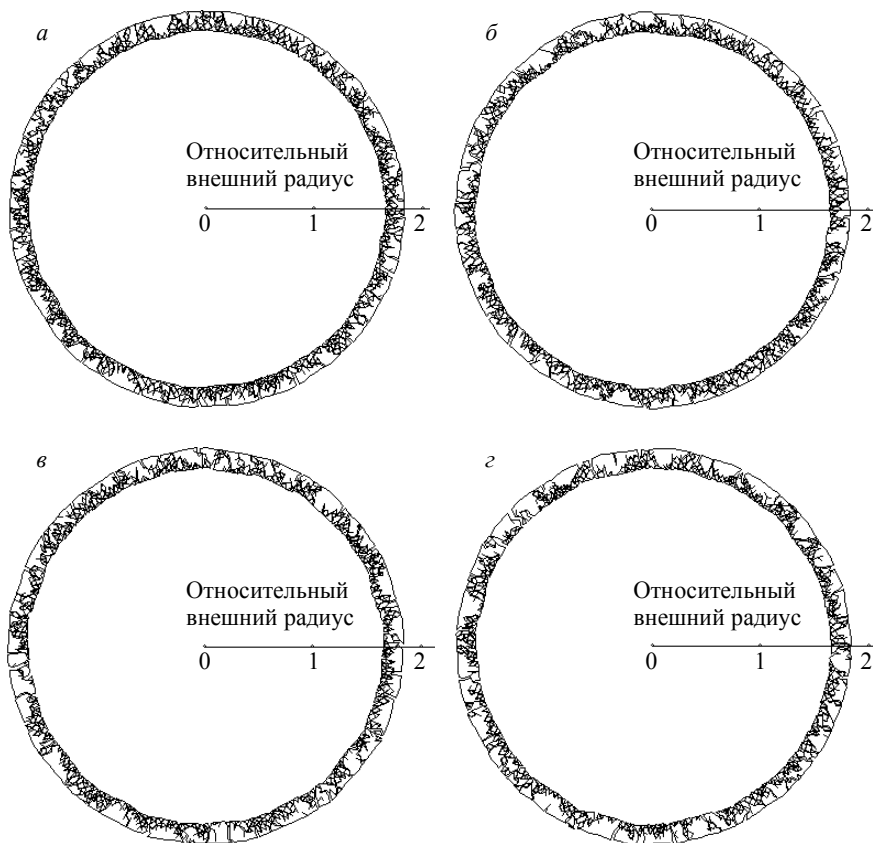 а
Относительный
внешний радиус
0 1 2
б
Относительный
внешний радиус
0 1 2
в
Относительный
внешний радиус
0 1 2
г
Относительный
внешний радиус
0 1 2